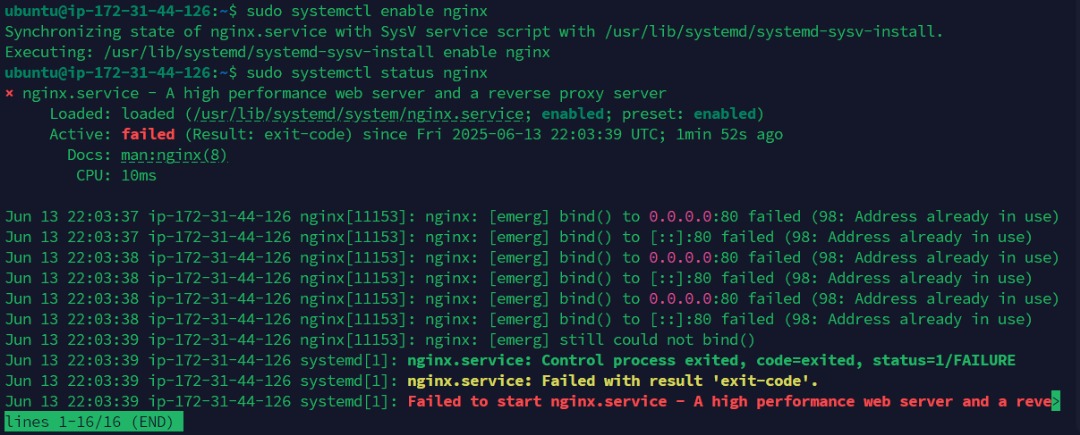 ubuntu@ip-172-31-44-126:~$ sudo systemctl enable nginx
Synchronizing state of nginx.service with SysV service script with /usr/lib/systemd/systemd-sysv-install.
Executing: /usr/lib/systemd/systemd-sysv-install enable nginx
ubuntu@ip-172-31-44-126:~$ sudo systemctl status nginx
× nginx.service - A high performance web server and a reverse proxy server
     Loaded: loaded (/usr/lib/systemd/system/nginx.service; enabled; preset: enabled)
     Active: failed (Result: exit-code) since Fri 2025-06-13 22:03:39 UTC; 1min 52s ago
       Docs: man:nginx(8)
        CPU: 10ms

Jun 13 22:03:37 ip-172-31-44-126 nginx[11153]: nginx: [emerg] bind() to 0.0.0.0:80 failed (98: Address already in use)
Jun 13 22:03:37 ip-172-31-44-126 nginx[11153]: nginx: [emerg] bind() to [::]:80 failed (98: Address already in use)
Jun 13 22:03:38 ip-172-31-44-126 nginx[11153]: nginx: [emerg] bind() to 0.0.0.0:80 failed (98: Address already in use)
Jun 13 22:03:38 ip-172-31-44-126 nginx[11153]: nginx: [emerg] bind() to [::]:80 failed (98: Address already in use)
Jun 13 22:03:38 ip-172-31-44-126 nginx[11153]: nginx: [emerg] bind() to 0.0.0.0:80 failed (98: Address already in use)
Jun 13 22:03:38 ip-172-31-44-126 nginx[11153]: nginx: [emerg] bind() to [::]:80 failed (98: Address already in use)
Jun 13 22:03:39 ip-172-31-44-126 nginx[11153]: nginx: [emerg] still could not bind()
Jun 13 22:03:39 ip-172-31-44-126 systemd[1]: nginx.service: Control process exited, code=exited, status=1/FAILURE
Jun 13 22:03:39 ip-172-31-44-126 systemd[1]: nginx.service: Failed with result 'exit-code'.
Jun 13 22:03:39 ip-172-31-44-126 systemd[1]: Failed to start nginx.service - A high performance web server and a reve>
lines 1-16/16 (END)